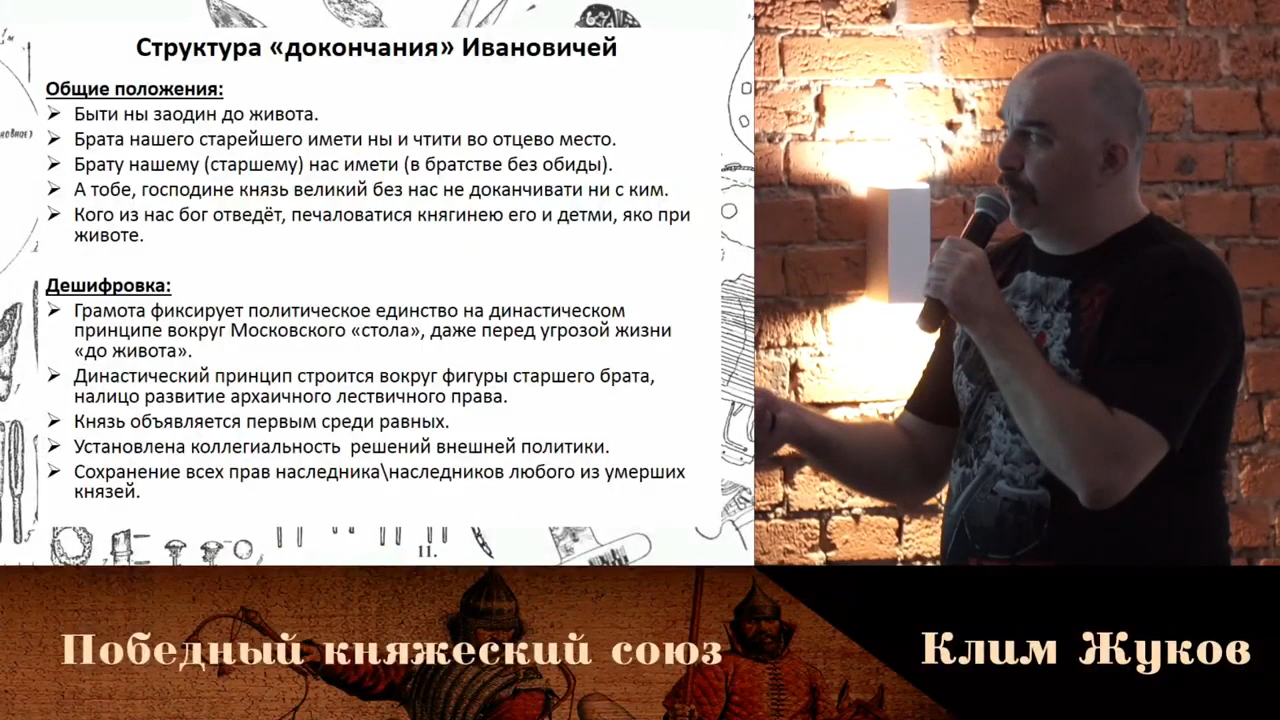 Структура «докончания» Ивановичей
Общие положения:
Быти ны заодин до живота.
Брата нашего старейшего имети ны и чтити во отцево место.
Брату нашему (старшему) нас имети (в братстве без обиды).
А тобе, господине князь великий без нас не доканчивати ни с ким.
Кого из нас бог отведёт, печаловатися княгинею его и детми, яко при
животе.
Дешифровка:
Грамота фиксирует политическое единство на династическом
принципе вокруг Московского «стола», даже перед угрозой жизни
«до живота».
Династический принцип строится вокруг фигуры старшего брата,
налицо развитие архаичного лествичного права.
Князь объявляется первым среди равных.
Установлена коллегиальность решений внешней политики.
Сохранение всех прав наследника\наследников любого из умерших
князей.
11.
Победный княжеский союз
Клим Жуков